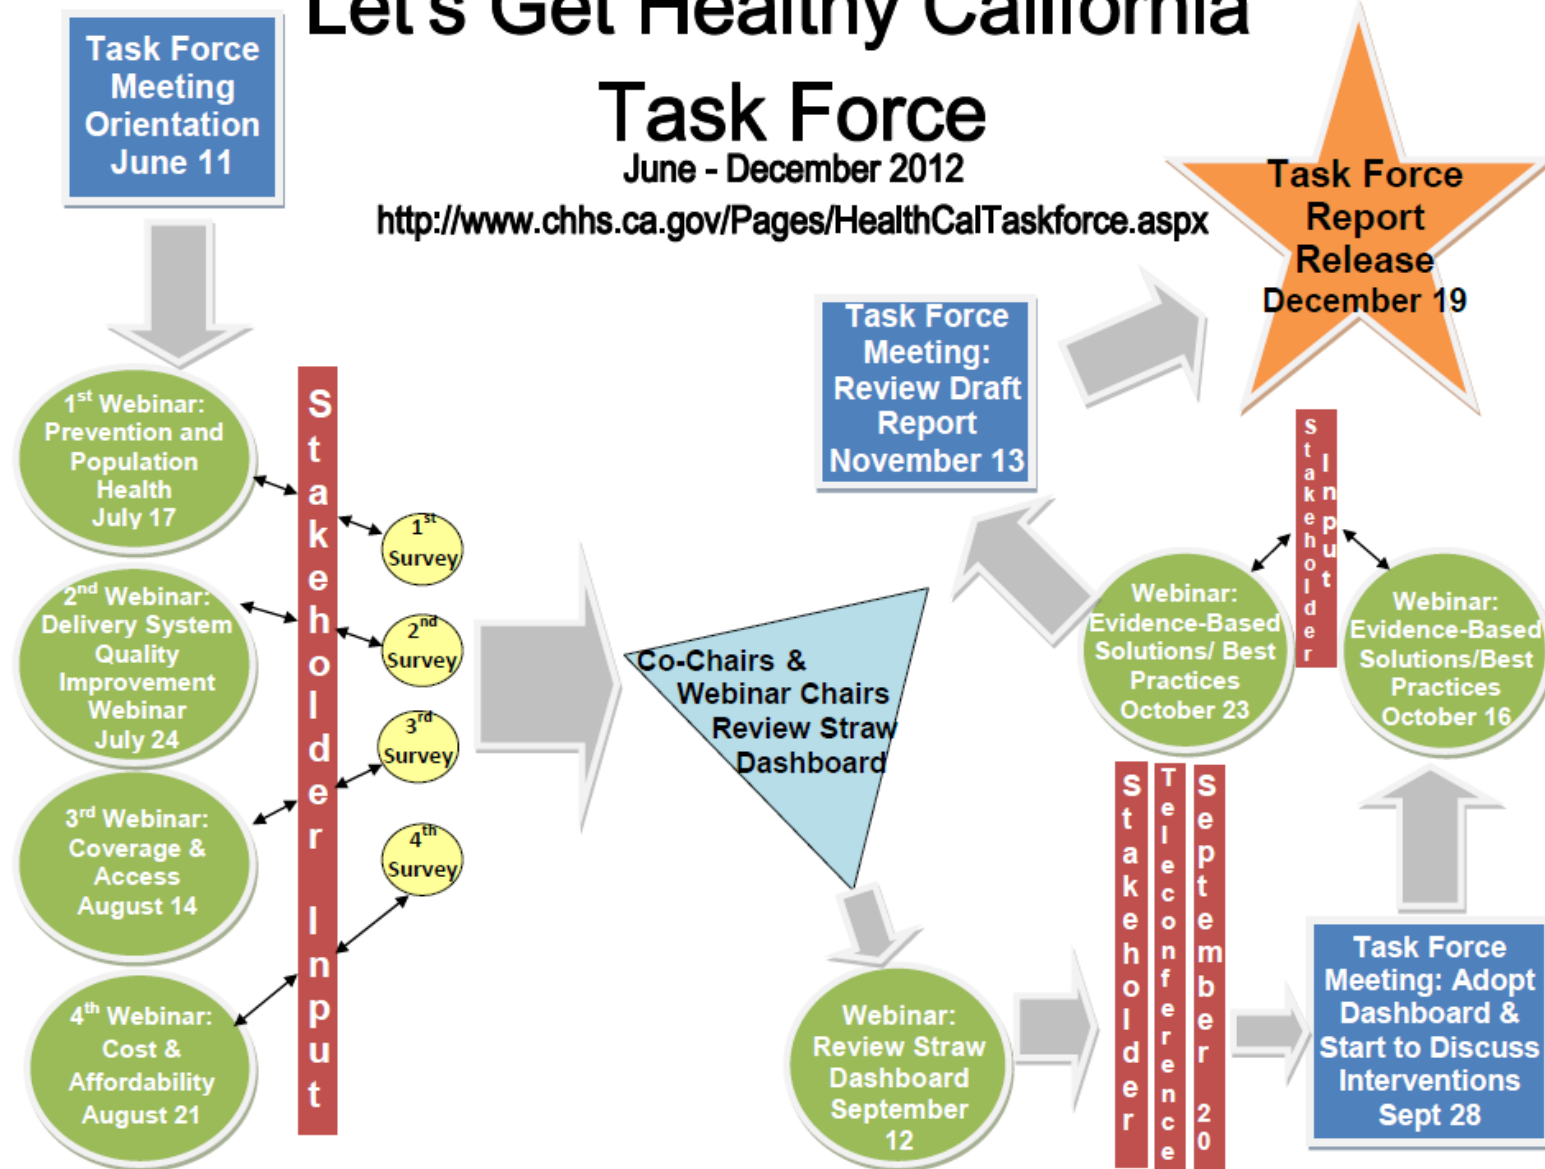 Let's Get Healthy California
Task Force
June - December 2012
http://www.chhs.ca.gov/Pages/HealthCalTaskforce.aspx
Task Force
Meeting
Orientation
June 11
1st Webinar:
Prevention and
Population
Health
July 17
2nd Webinar:
Delivery System
Quality
Improvement
Webinar
July 24
3rd Webinar:
Coverage &
Access
August 14
4th Webinar:
Cost &
Affordability
August 21
Stakeholder Input
1st
Survey
2nd
Survey
3rd
Survey
4th
Survey
Co-Chairs &
Webinar Chairs
Review Straw
Dashboard
Webinar:
Review Straw
Dashboard
September
12
Stakeholder
Teleconference
September 20
Task Force
Meeting: Adopt
Dashboard &
Start to Discuss
Interventions
Sept 28
Webinar:
Evidence-Based
Solutions/Best
Practices
October 16
Stakeholder
Input
Webinar:
Evidence-Based
Solutions/ Best
Practices
October 23
Task Force
Meeting:
Review Draft
Report
November 13
Task Force
Report
Release
December 19